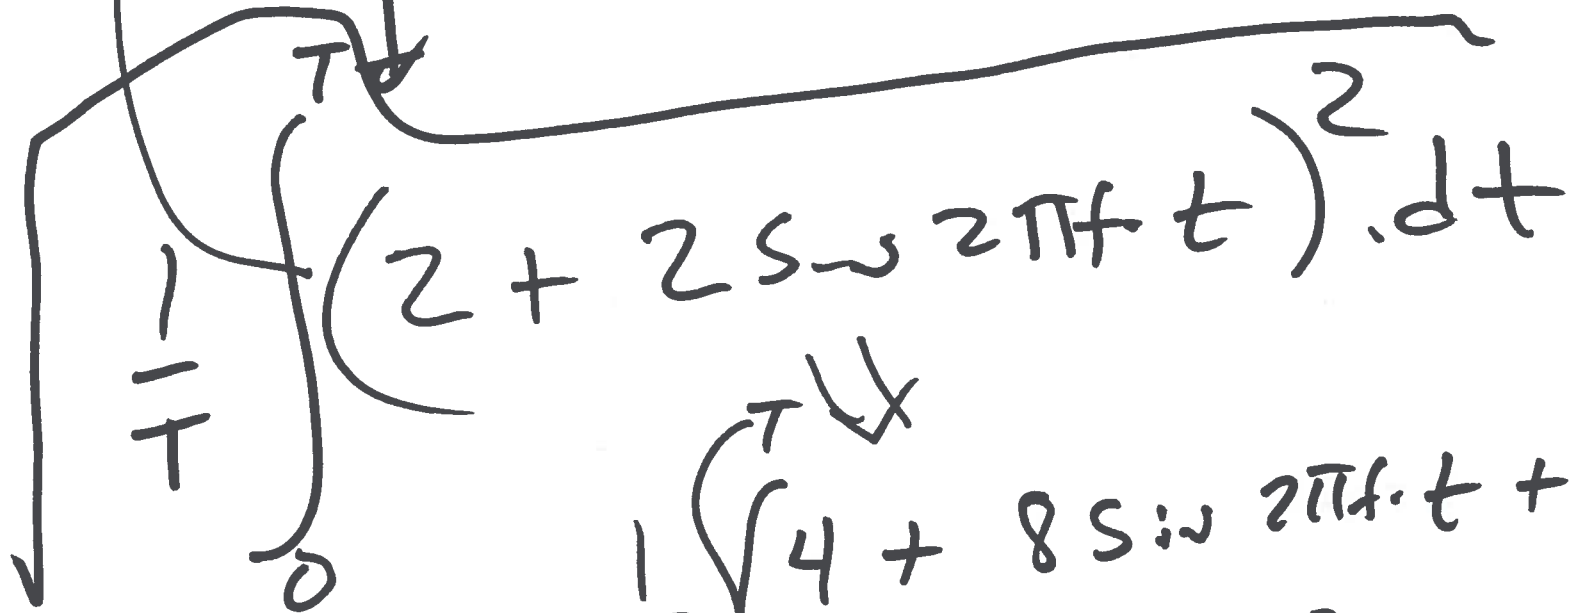 T
1/T ∫ (2 + 2 Sin 2πf t)² . dt
0
T
1 ∫ 4 + 8 Sin 2πf. t +